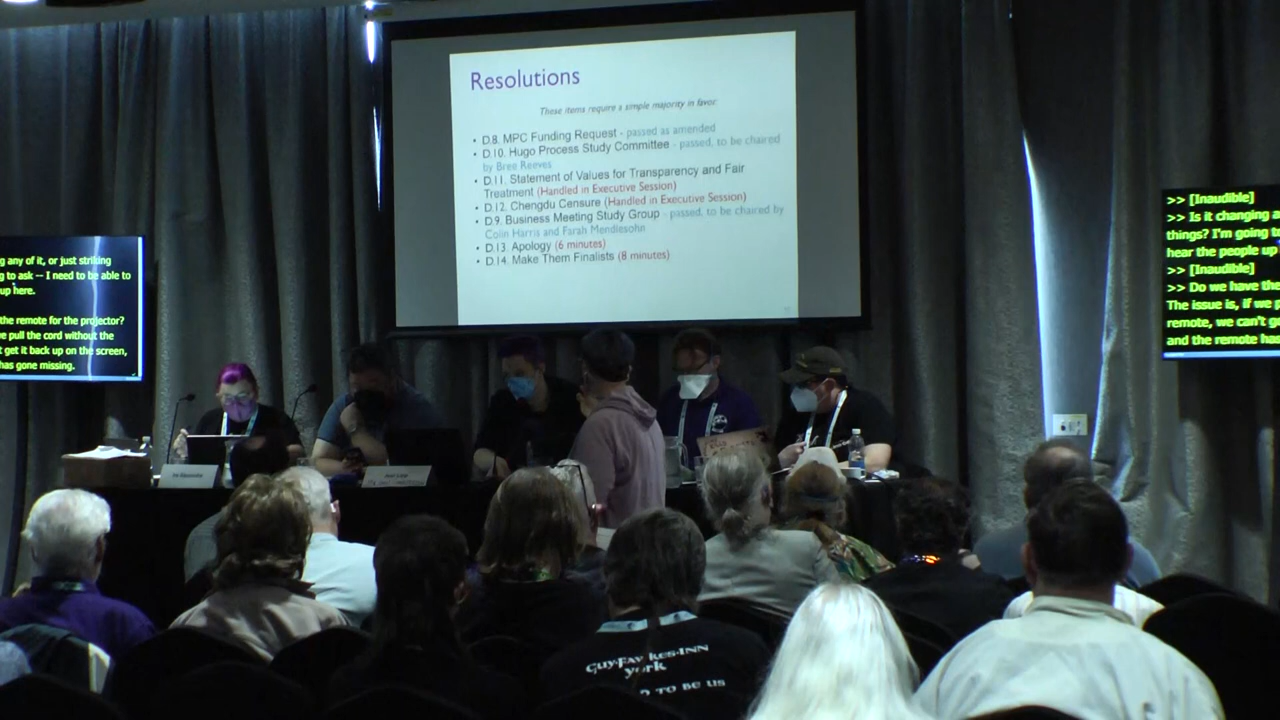 Resolutions
These items require a simple majority in favor.
• D.8. MPC Funding Request - passed as amended
• D.10. Hugo Process Study Committee - passed, to be chaired
by Bree Reeves
• D.11. Statement of Values for Transparency and Fair
Treatment (Handled in Executive Session)
• D.12. Chengdu Censure (Handled in Executive Session)
• D.9. Business Meeting Study Group - passed, to be chaired by
Colin Harris and Farah Mendlesohn
• D.13. Apology (6 minutes)
• D.14. Make Them Finalists (8 minutes)
g any of it, or just striking
g to ask -- I need to be able to
up here.
the remote for the projector?
e pull the cord without the
t get it back up on the screen,
has gone missing.
>> [Inaudible]
>> Is it changing a
things? I'm going to
hear the people up
>> [Inaudible]
>> Do we have the
The issue is, if we p
remote, we can't g
and the remote has
GUY FAWKES INN
York
TO BE US